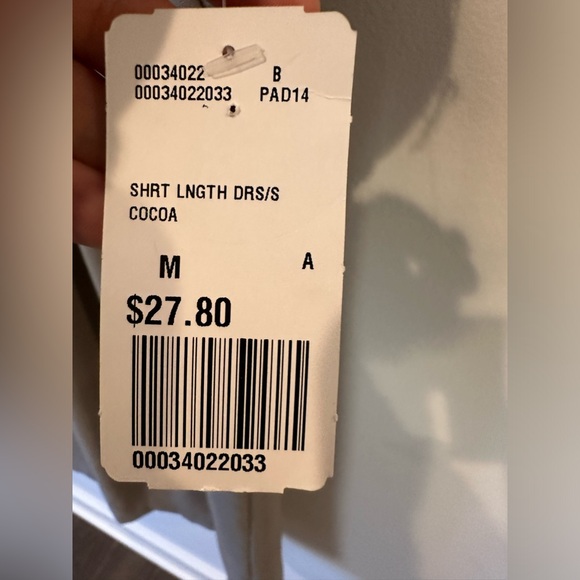 00034022 B
00034022033 PAD14
SHRT LNGTH DRS/S
COCOA
M A
$27.80
00034022033